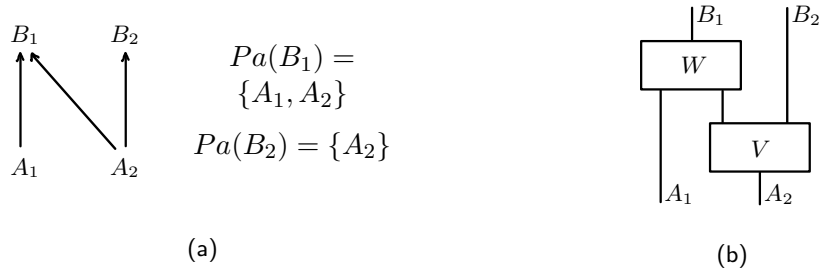 B₁ B₂
Pa(B₁) =
{A₁, A₂}
Pa(B₂) = {A₂}
A₁ A₂
(a)
B₁ B₂
W
V
A₁ A₂
(b)